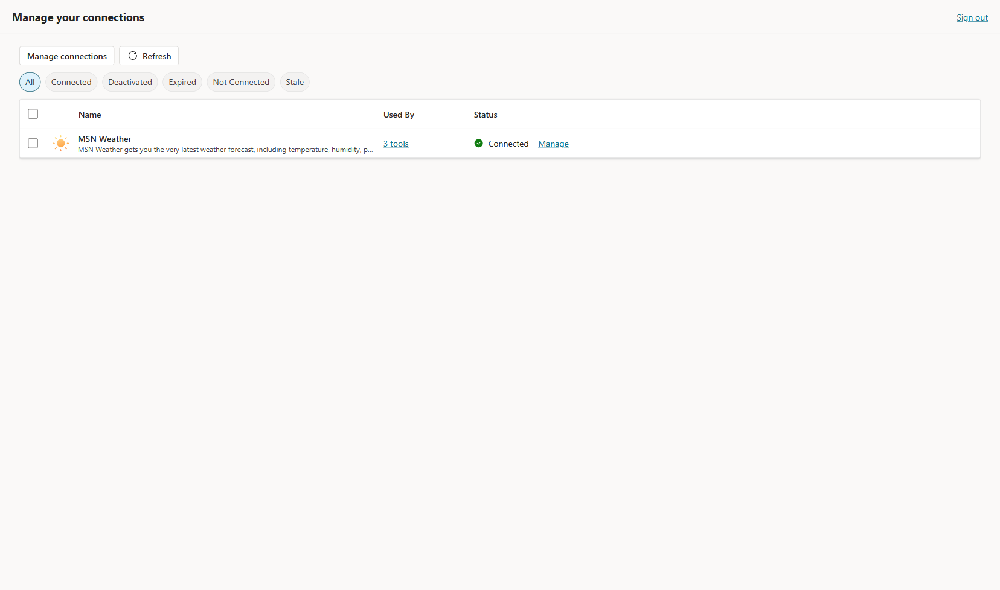 Manage your connections
Sign out
Manage connections
Refresh
All
Connected
Deactivated
Expired
Not Connected
Stale
Name
Used By
Status
MSN Weather
MSN Weather gets you the very latest weather forecast, including temperature, humidity, p...
3 tools
Connected
Manage